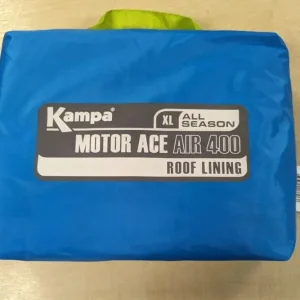 Kampa®
XL ALL SEASON
MOTOR ACE AIR 400
ROOF LINING